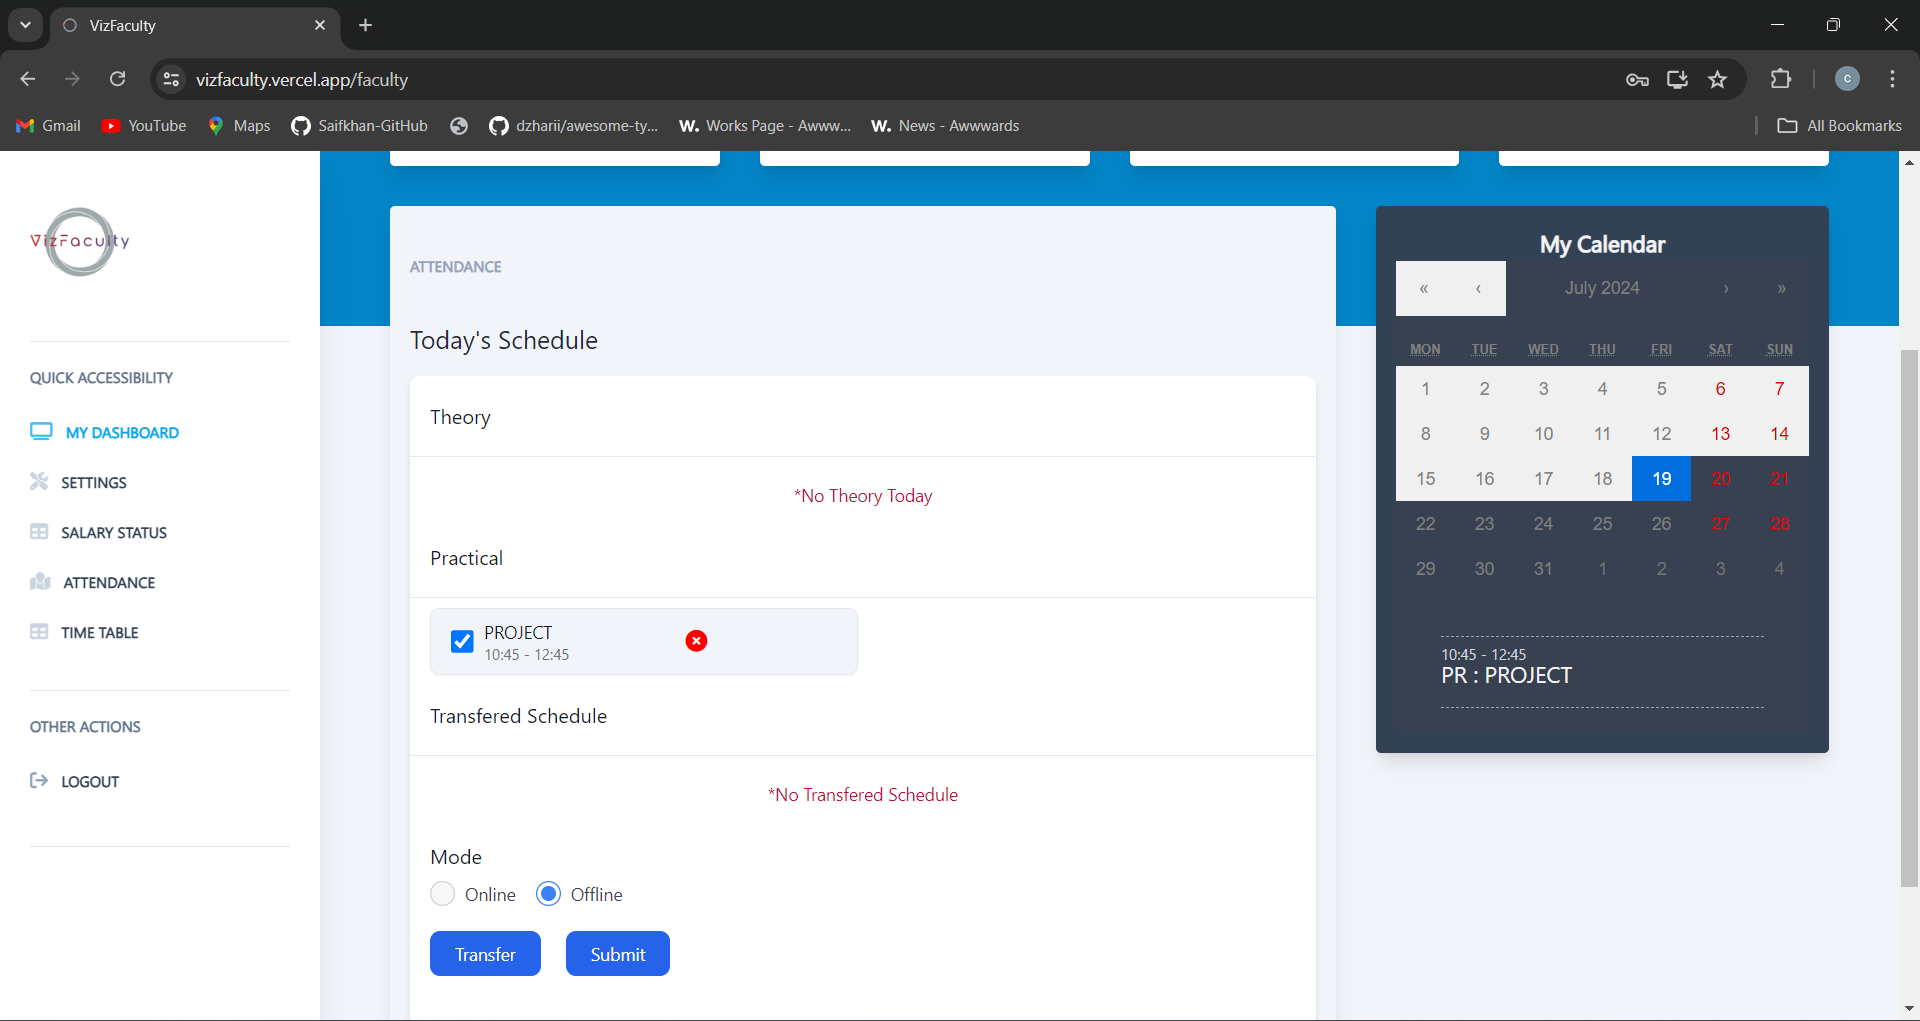 VizFaculty
vizfaculty.vercel.app/faculty
C
Gmail
YouTube
Maps
Saifkhan-GitHub
dzharii/awesome-ty...
W. Works Page - Awww...
W. News - Awwwards
All Bookmarks
VizFaculty
QUICK ACCESSIBILITY
MY DASHBOARD
SETTINGS
SALARY STATUS
ATTENDANCE
TIME TABLE
OTHER ACTIONS
LOGOUT
ATTENDANCE
Today's Schedule
Theory
*No Theory Today
Practical
PROJECT
10:45 - 12:45
Transfered Schedule
*No Transfered Schedule
Mode
Online Offline
Transfer Submit
My Calendar
« ‹ July 2024 › »
MON TUE WED THU FRI SAT SUN
1 2 3 4 5 6 7
8 9 10 11 12 13 14
15 16 17 18 19 20 21
22 23 24 25 26 27 28
29 30 31 1 2 3 4
10:45 - 12:45
PR : PROJECT